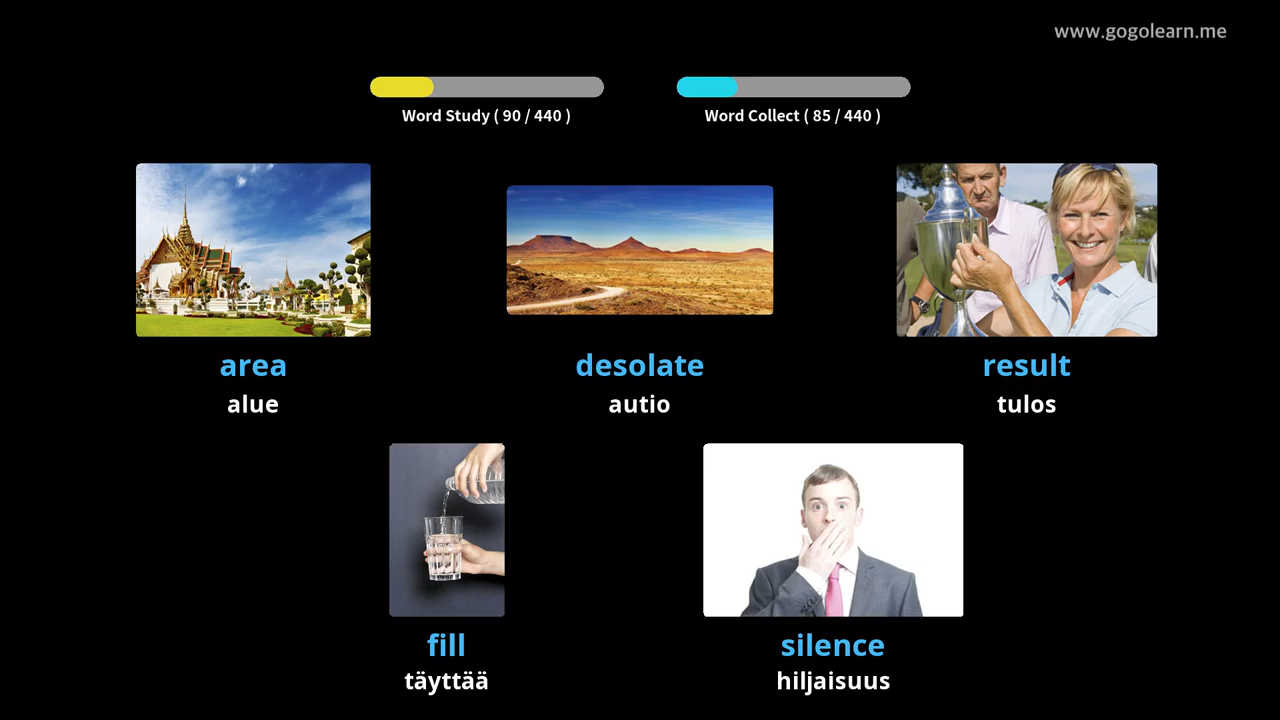 www.gogolearn.me
Word Study ( 90 / 440 )
Word Collect ( 85 / 440 )
area
alue
desolate
autio
result
tulos
fill
täyttää
silence
hiljaisuus